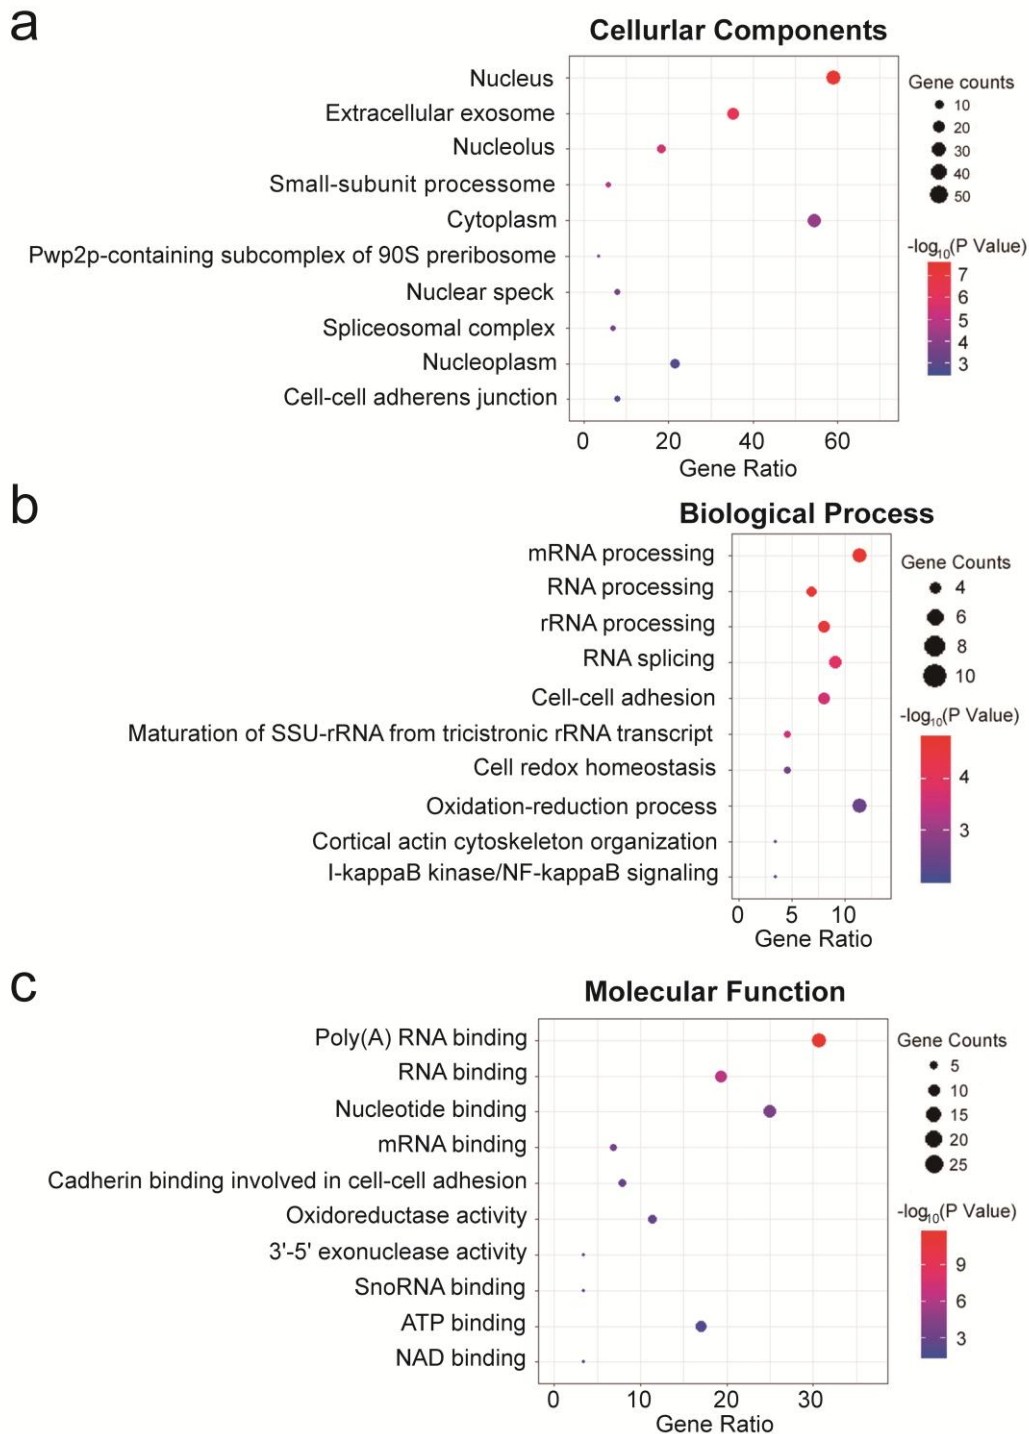 a
Cellurlar Components
Nucleus
Extracellular exosome
Nucleolus
Small-subunit processome
Cytoplasm
Pwp2p-containing subcomplex of 90S preribosome
Nuclear speck
Spliceosomal complex
Nucleoplasm
Cell-cell adherens junction
0 20 40 60
Gene Ratio
Gene counts
10
20
30
40
50
-log10(P Value)
7
6
5
4
3
b
Biological Process
mRNA processing
RNA processing
rRNA processing
RNA splicing
Cell-cell adhesion
Maturation of SSU-rRNA from tricistronic rRNA transcript
Cell redox homeostasis
Oxidation-reduction process
Cortical actin cytoskeleton organization
I-kappaB kinase/NF-kappaB signaling
0 5 10
Gene Ratio
Gene Counts
4
6
8
10
-log10(P Value)
4
3
c
Molecular Function
Poly(A) RNA binding
RNA binding
Nucleotide binding
mRNA binding
Cadherin binding involved in cell-cell adhesion
Oxidoreductase activity
3'-5' exonuclease activity
SnoRNA binding
ATP binding
NAD binding
0 10 20 30
Gene Ratio
Gene Counts
5
10
15
20
25
-log10(P Value)
9
6
3